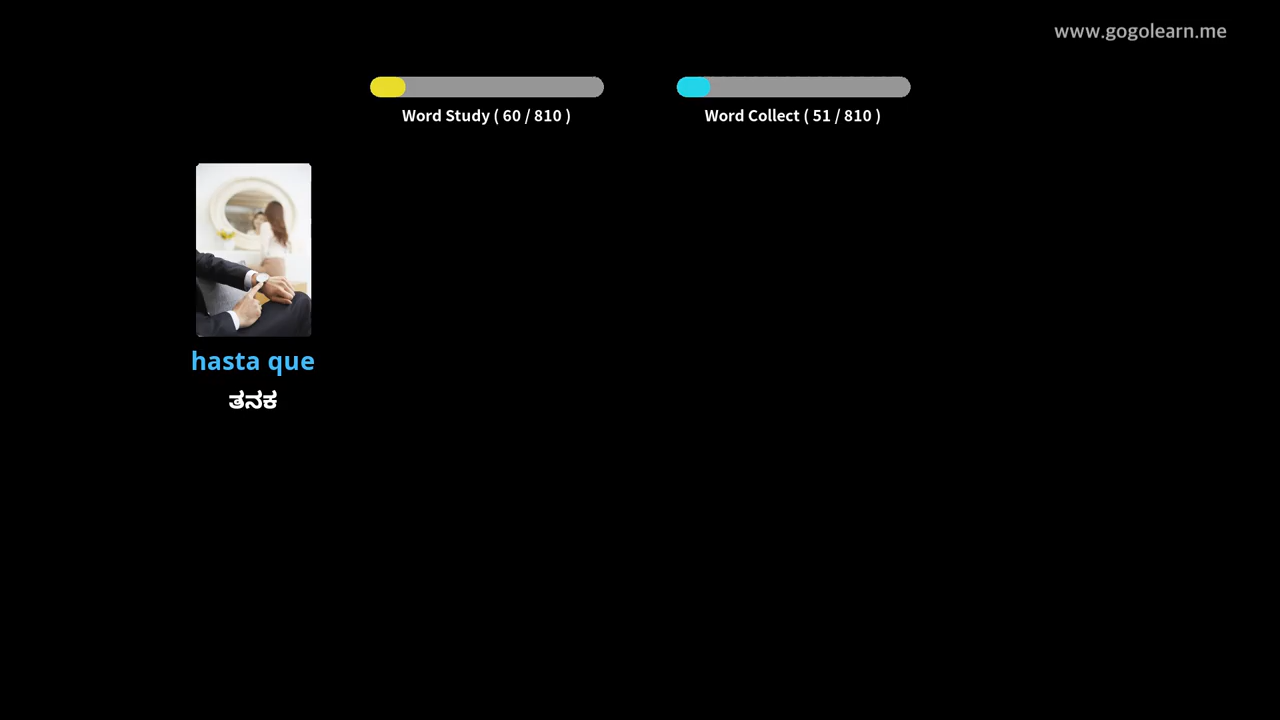 www.gogolearn.me
Word Study ( 60 / 810 )
Word Collect ( 51 / 810 )
hasta que
ತನಕ